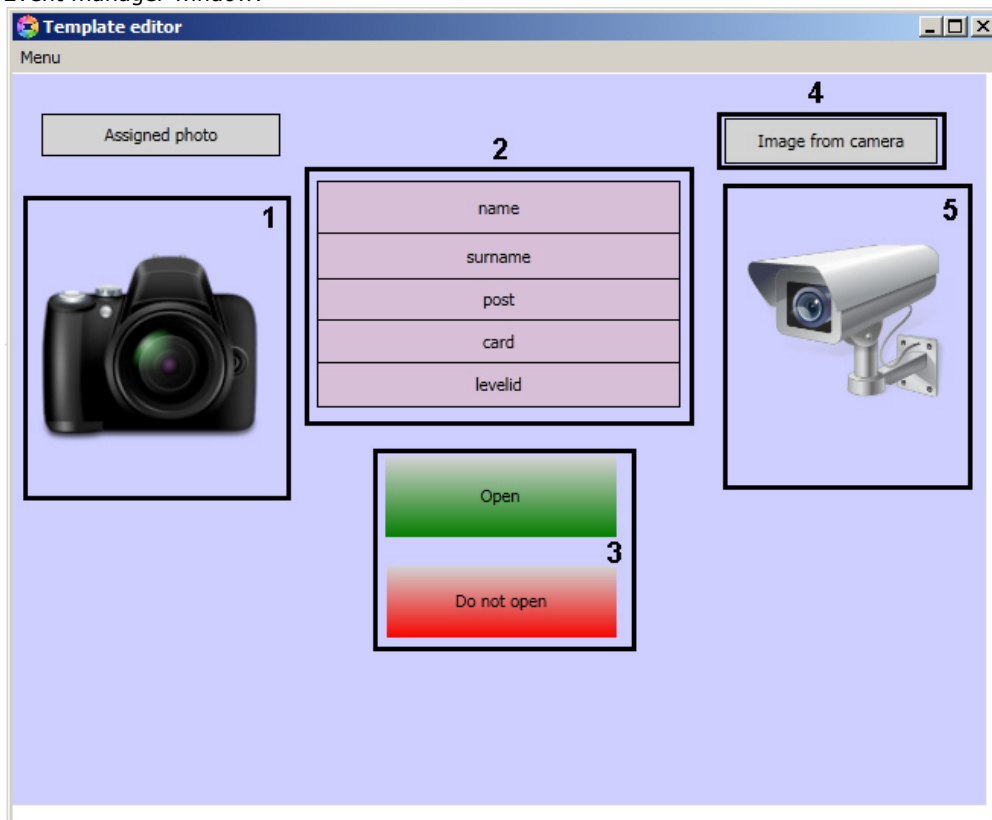 Event manager window.
Template editor
Menu
4
Assigned photo
Image from camera
2
1
name
5
surname
post
card
levelid
Open
3
Do not open